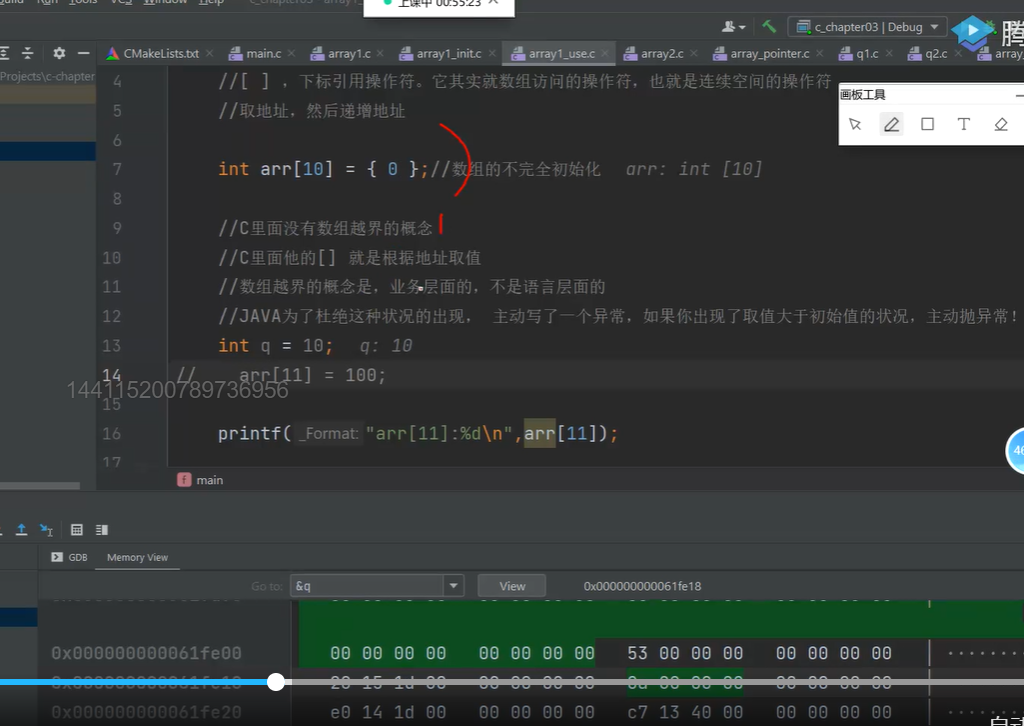 Window Help
上课中 00:55:23
c_chapter03 | Debug
腾
Projects\c-chapter
CMakeLists.txt main.c array1.c array1_init.c array1_use.c array2.c array_pointer.c q1.c q2.c array
画板工具
4 //[ ] ，下标引用操作符。它其实就数组访问的操作符，也就是连续空间的操作符
5 //取地址，然后递增地址
6
7 int arr[10] = { 0 };//数组的不完全初始化 arr: int [10]
8
9 //C里面没有数组越界的概念
10 //C里面他的[] 就是根据地址取值
11 //数组越界的概念是，业务层面的，不是语言层面的
12 //JAVA为了杜绝这种状况的出现， 主动写了一个异常，如果你出现了取值大于初始值的状况，主动抛异常！
13 int q = 10; q: 10
14 // arr[11] = 100;
144115200789736956
15
16 printf( _Format: "arr[11]:%d\n",arr[11]);
17
46
f main
GDB Memory View
Go to: &q View 0x000000000061fe18
0x000000000061fe00 00 00 00 00 00 00 00 00 53 00 00 00 00 00 00 00
0x000000000061fe10 20 15 1d 00 00 00 00 00 0a 00 00 00 00 00 00 00
0x000000000061fe20 e0 14 1d 00 00 00 00 00 c7 13 40 00 00 00 00 00